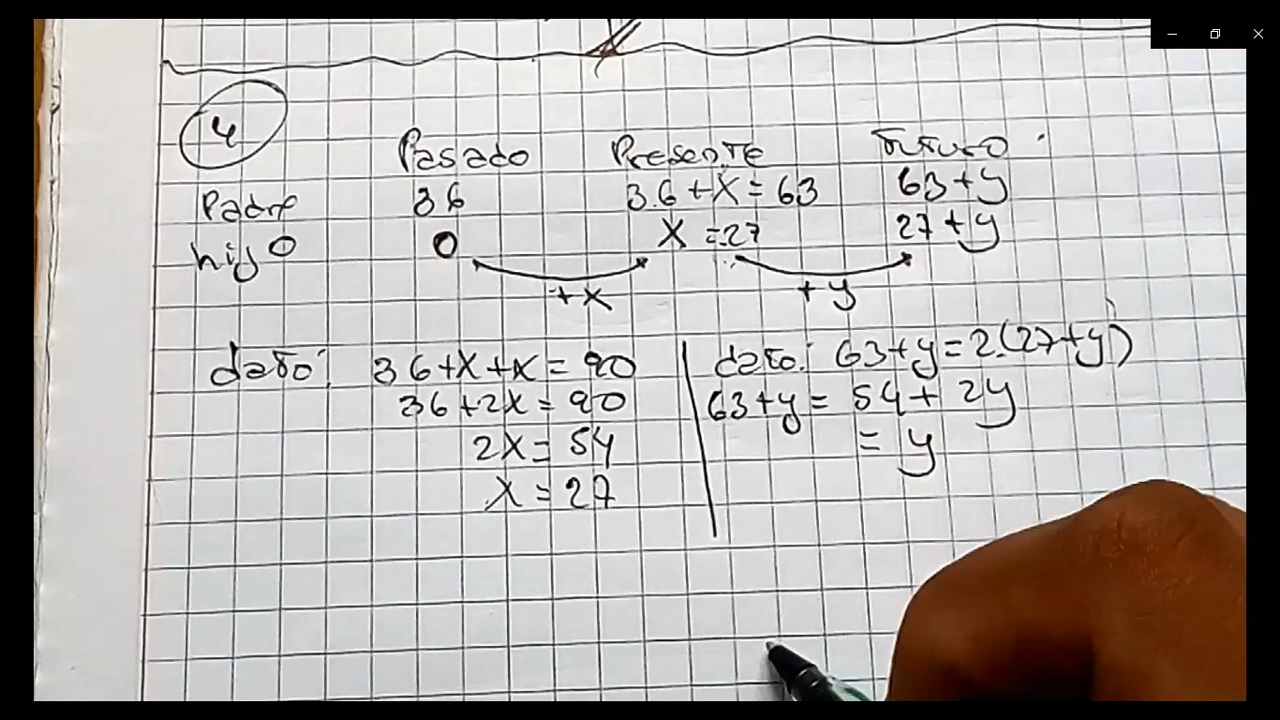 4
Pasado Presente Futuro
Padre 36 36+x=63 63+y
hijo 0 x=27 27+y
+x +y
dato: 36+x+x=90
36+2x=90
2x=54
x=27
dato: 63+y=2.(27+y)
63+y=54+2y
=y